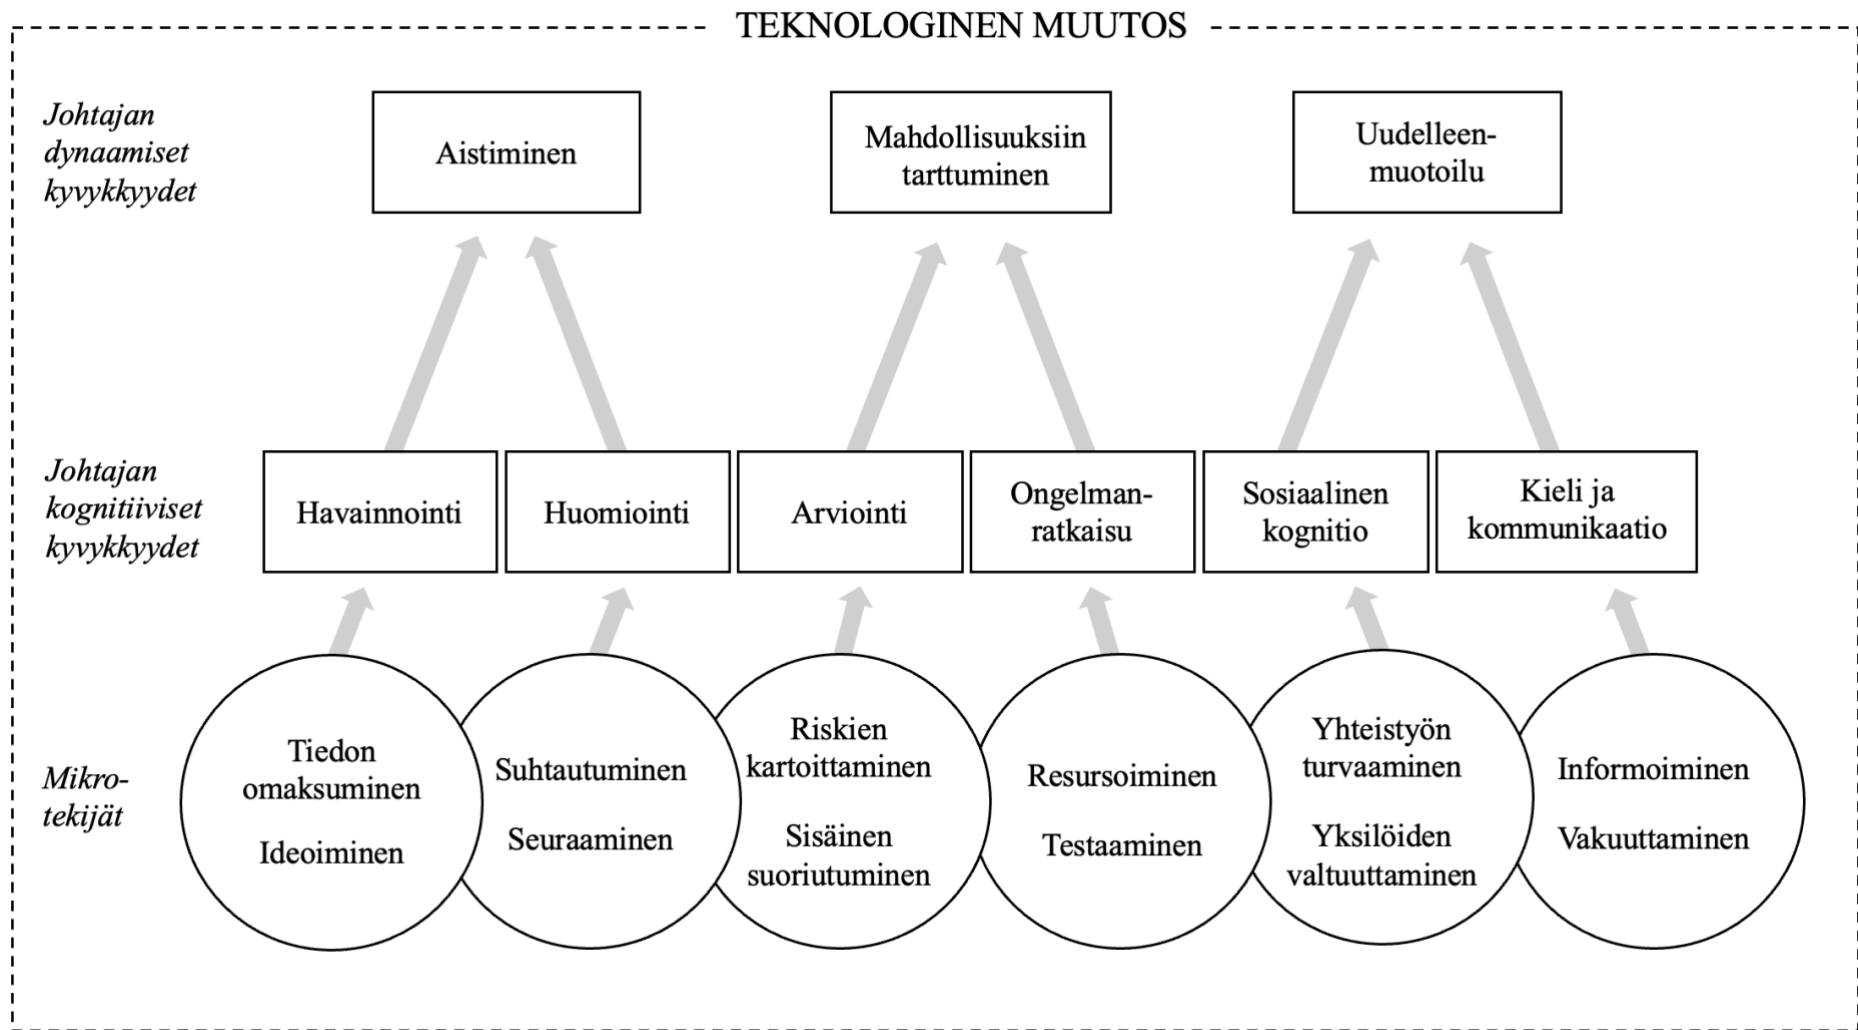 TEKNOLOGINEN MUUTOS
Johtajan
dynaamiset
kyvykkyydet
Aistiminen
Mahdollisuuksiin
tarttuminen
Uudelleen-
muotoilu
Johtajan
kognitiiviset
kyvykkyydet
Havainnointi
Huomiointi
Arviointi
Ongelman-
ratkaisu
Sosiaalinen
kognitio
Kieli ja
kommunikaatio
Mikro-
tekijät
Tiedon
omaksuminen
Ideoiminen
Suhtautuminen
Seuraaminen
Riskien
kartoittaminen
Sisäinen
suoriutuminen
Resursoiminen
Testaaminen
Yhteistyön
turvaaminen
Yksilöiden
valtuuttaminen
Informoiminen
Vakuuttaminen